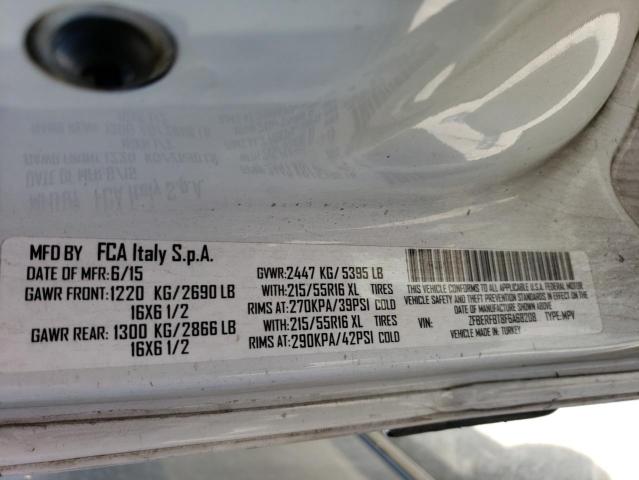 MFD BY FCA Italy S.p.A.
DATE OF MFR: 6/15 GVWR: 2447 KG/ 5395 LB
GAWR FRONT: 1220 KG/2690 LB WITH: 215/55R16 XL TIRES
16X6 1/2 RIMS AT: 270KPA/39PSI COLD
GAWR REAR: 1300 KG/2866 LB WITH: 215/55R16 XL TIRES
16X6 1/2 RIMS AT: 290KPA/42PSI COLD
THIS VEHICLE CONFORMS TO ALL APPLICABLE U.S.A. FEDERAL MOTOR
VEHICLE SAFETY BUMPER AND THEFT PREVENTION STANDARDS IN EFFECT ON
THE DATE OF MANUFACTURE SHOWN ABOVE.
VIN: ZFBERFBT8F6A68208 TYPE: MPV
VEHICLE MADE IN: TURKEY